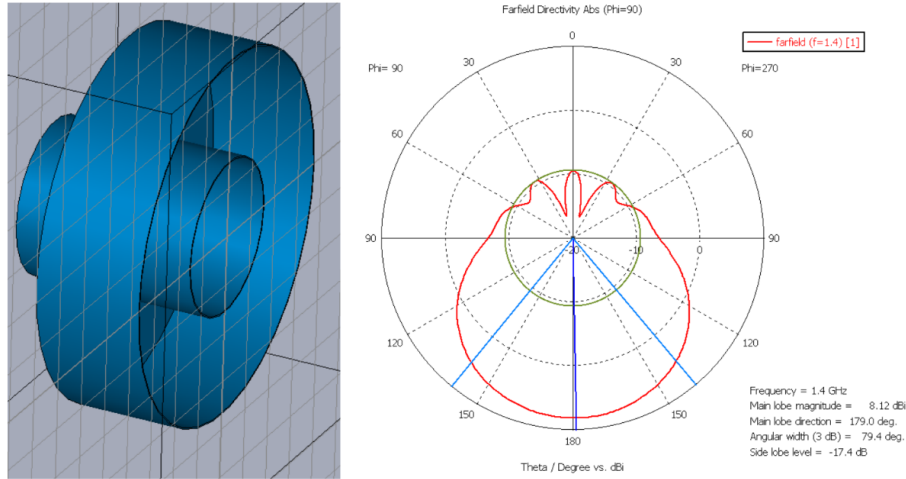 Farfield Directivity Abs (Phi=90)
farfield (f=1.4) [1]
Phi= 90
0
Phi=270
30
30
60
60
90
-20
-10
0
90
120
120
150
150
180
Frequency = 1.4 GHz
Main lobe magnitude = 8.12 dBi
Main lobe direction = 179.0 deg.
Angular width (3 dB) = 79.4 deg.
Side lobe level = -17.4 dB
Theta / Degree vs. dBi